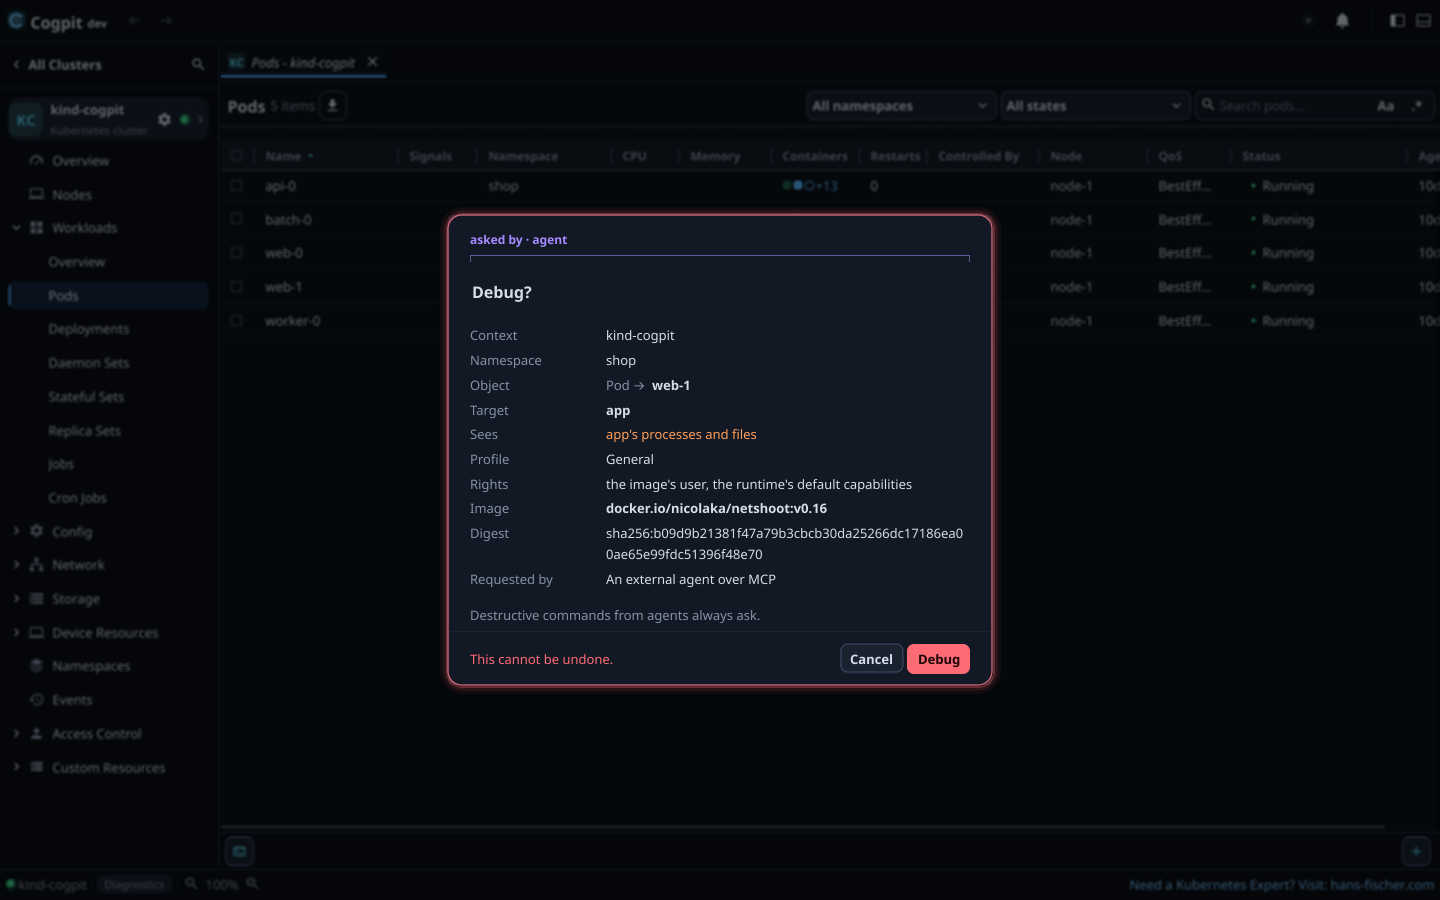 Cogpit dev
All Clusters
Pods - kind-cogpit
KC
kind-cogpit
Kubernetes cluster
Pods 5 items
All namespaces
All states
Search pods...
Aa
.*
Name
Signals
Namespace
CPU
Memory
Containers
Restarts
Controlled By
Node
QoS
Status
Age
api-0
shop
+13
0
node-1
BestEff...
Running
batch-0
node-1
BestEff...
Running
web-0
node-1
BestEff...
Running
web-1
node-1
BestEff...
Running
worker-0
node-1
BestEff...
Running
Overview
Nodes
Workloads
Overview
Pods
Deployments
Daemon Sets
Stateful Sets
Replica Sets
Jobs
Cron Jobs
Config
Network
Storage
Device Resources
Namespaces
Events
Access Control
Custom Resources
asked by · agent
Debug?
Context kind-cogpit
Namespace shop
Object Pod → web-1
Target app
Sees app's processes and files
Profile General
Rights the image's user, the runtime's default capabilities
Image docker.io/nicolaka/netshoot:v0.16
Digest sha256:b09d9b21381f47a79b3cbcb30da25266dc17186ea0
0ae65e99fdc51396f48e70
Requested by An external agent over MCP
Destructive commands from agents always ask.
This cannot be undone.
Cancel
Debug
kind-cogpit
Diagnostics
100%
Need a Kubernetes Expert? Visit: hans-fischer.com